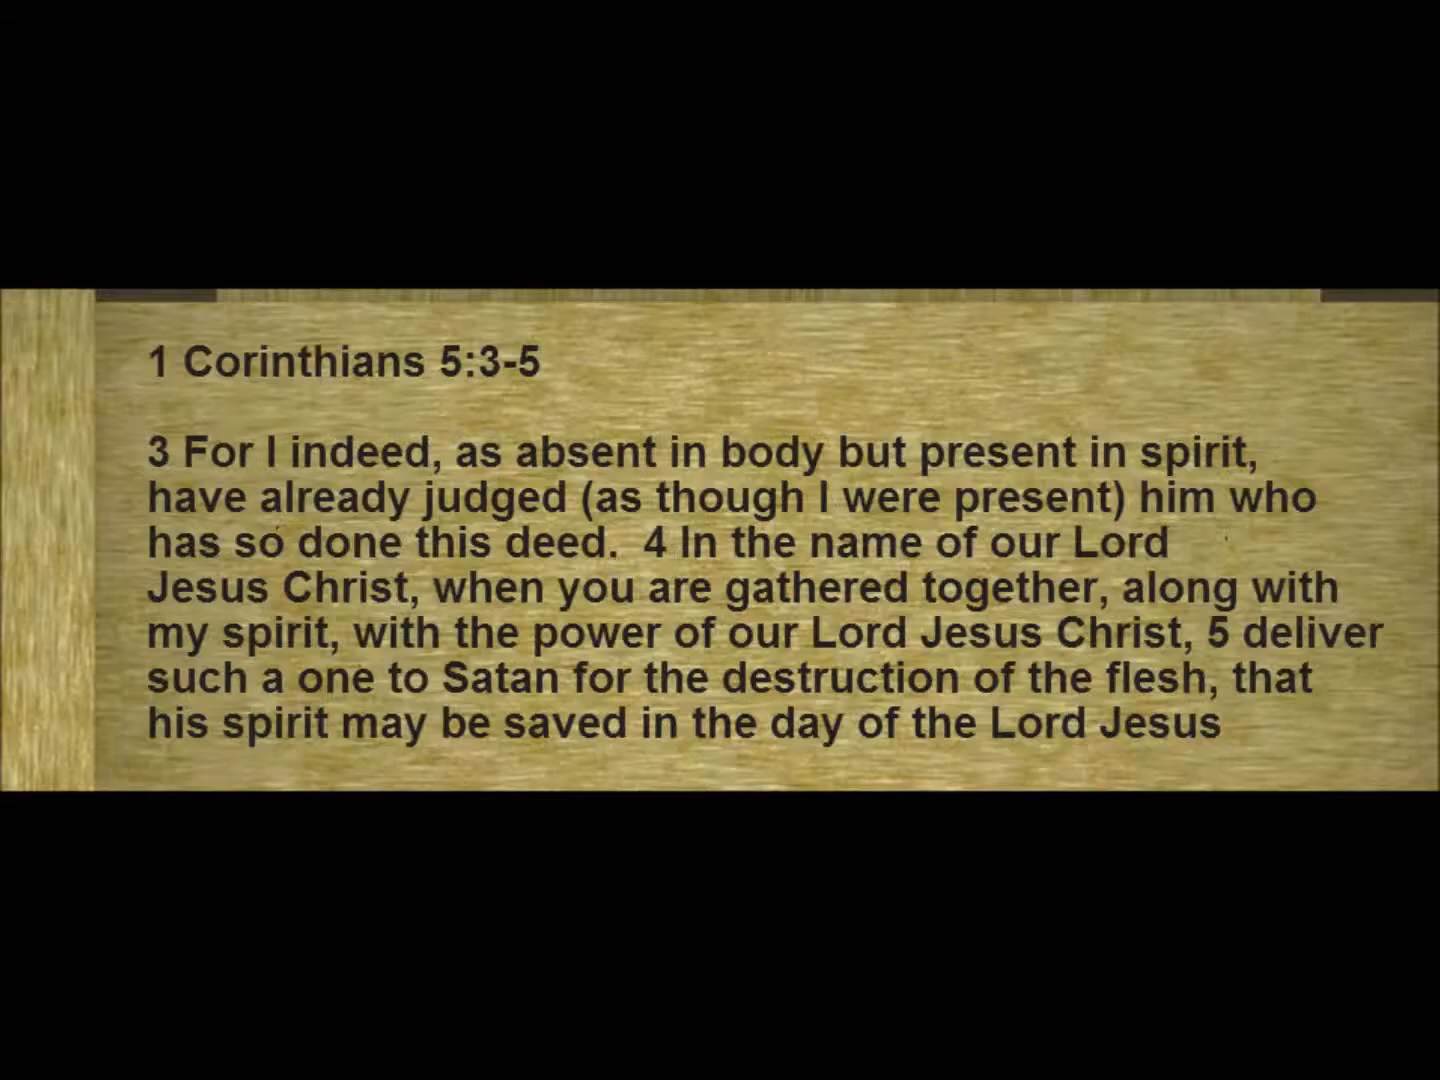 1 Corinthians 5:3-5
3 For I indeed, as absent in body but present in spirit,
have already judged (as though I were present) him who
has so done this deed.  4 In the name of our Lord
Jesus Christ, when you are gathered together, along with
my spirit, with the power of our Lord Jesus Christ, 5 deliver
such a one to Satan for the destruction of the flesh, that
his spirit may be saved in the day of the Lord Jesus